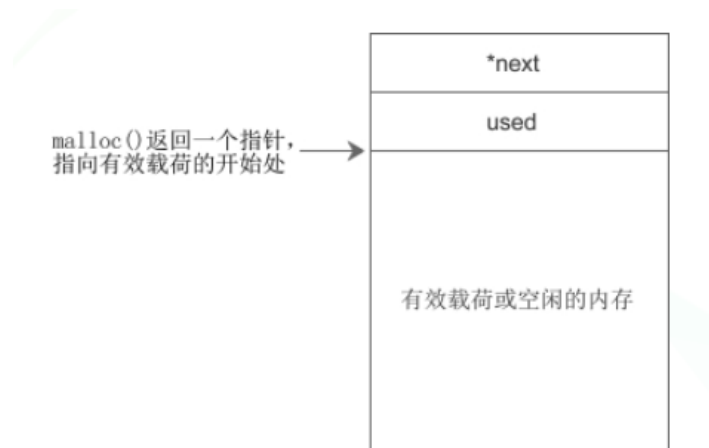 *next
used
malloc()返回一个指针，
指向有效载荷的开始处
有效载荷或空闲的内存